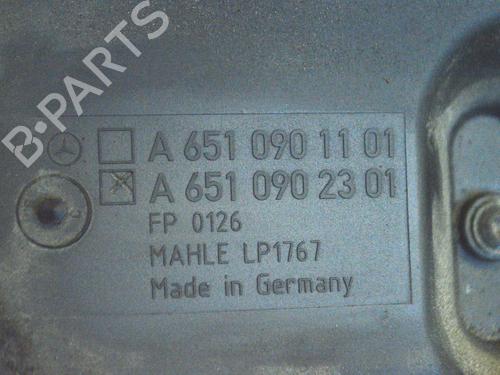 B-PARTS
A 651 090 11 01
A 651 090 23 01
FP 0126
MAHLE LP1767
Made in Germany